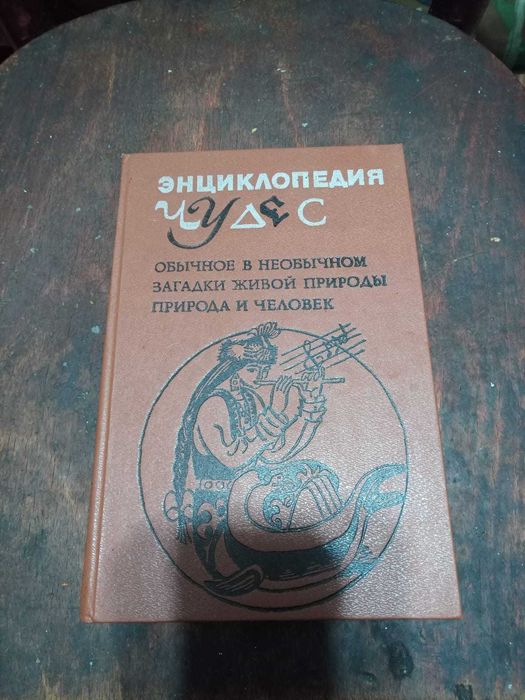 ЭНЦИКЛОПЕДИЯ
ЧУДЕС
ОБЫЧНОЕ В НЕОБЫЧНОМ
ЗАГАДКИ ЖИВОЙ ПРИРОДЫ
ПРИРОДА И ЧЕЛОВЕК